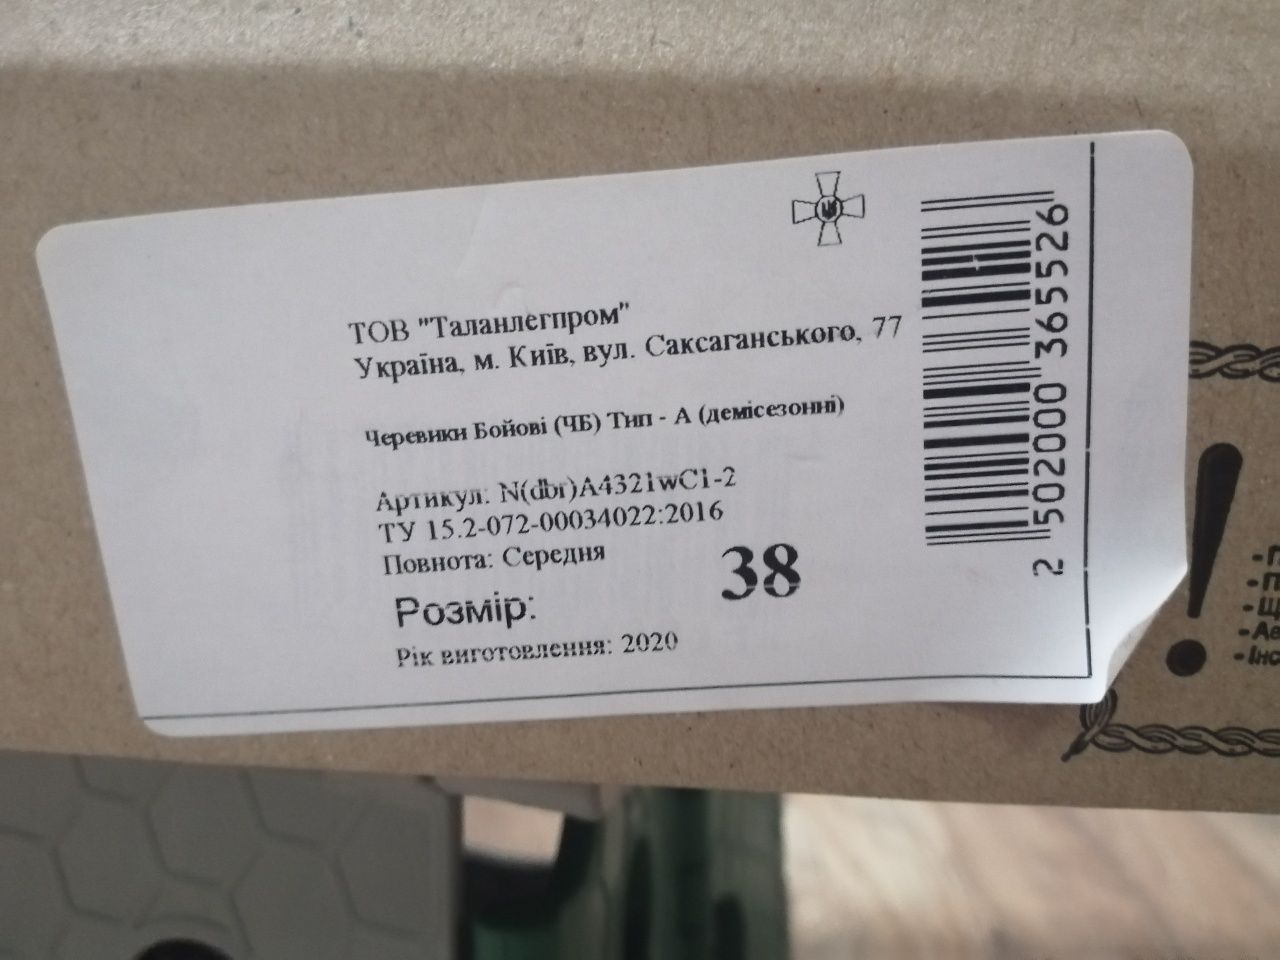 ТОВ "Таланлегпром"
Україна, м. Київ, вул. Саксаганського, 77
Черевики Бойові (ЧБ) Тип - А (демісезонні)
Артикул: N(dbr)A4321wC1-2
ТУ 15.2-072-00034022:2016
Повнота: Середня
Розмір: 38
Рік виготовлення: 2020
2 502000 365526
!